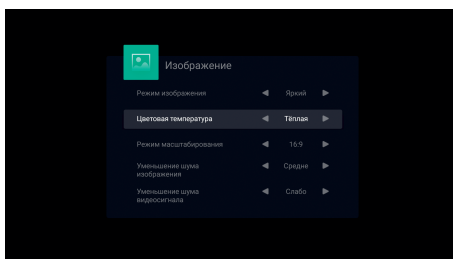 Изображение
Режим изображения Яркий
Цветовая температура Тёплая
Режим масштабирования 16:9
Уменьшение шума
изображения Средне
Уменьшение шума
видеосигнала Слабо